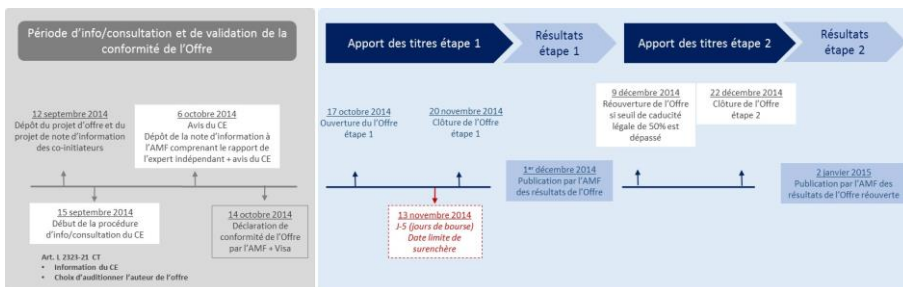 Période d'info/consultation et de validation de la
conformité de l'Offre
12 septembre 2014
Dépôt du projet d'offre et du
projet de note d'information
des co-initiateurs
6 octobre 2014
Avis du CE
Dépôt de la note d'information à
l'AMF comprenant le rapport de
l'expert indépendant + avis du CE
15 septembre 2014
Début de la procédure
d'info/consultation du CE
14 octobre 2014
Déclaration de
conformité de l'Offre
par l'AMF + Visa
Art. L 2323-21 CT
• Information du CE
• Choix d'auditionner l'auteur de l'offre
Apport des titres étape 1
Résultats
étape 1
Apport des titres étape 2
Résultats
étape 2
17 octobre 2014
Ouverture du l'Offre
étape 1
20 novembre 2014
Clôture de l'Offre
étape 1
9 décembre 2014
Réouverture de l'Offre
si seuil de caducité
légale de 50% est
dépassé
22 décembre 2014
Clôture de l'Offre
étape 2
1er décembre 2014
Publication par l'AMF
des résultats de l'Offre
2 janvier 2015
Publication par l'AMF des
résultats de l'Offre réouverte
13 novembre 2014
J-5 (jours de bourse)
Date limite de
surenchère